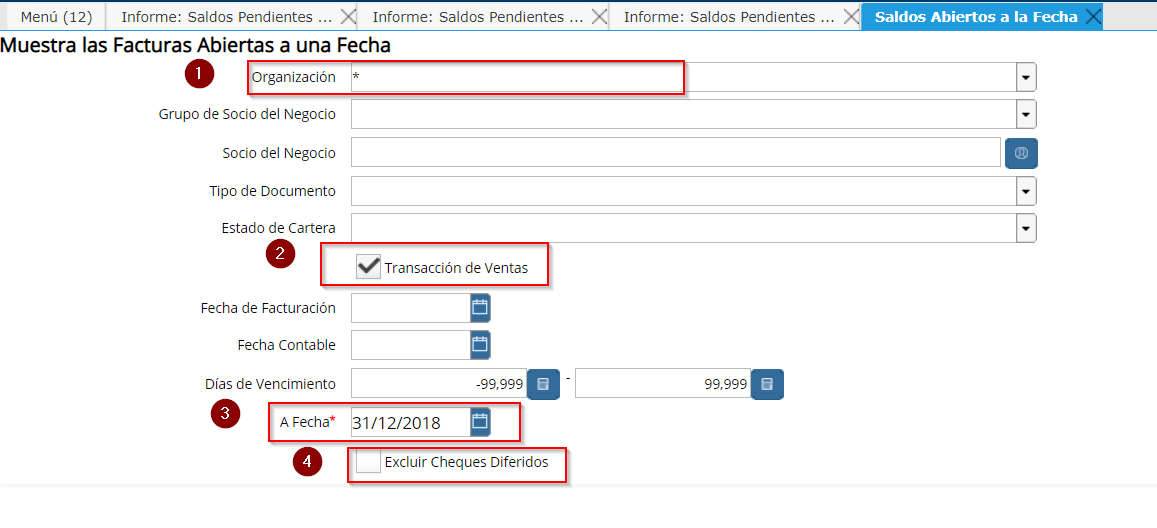 Menú (12) Informe: Saldos Pendientes ... Informe: Saldos Pendientes ... Informe: Saldos Pendientes ... Saldos Abiertos a la Fecha
Muestra las Facturas Abiertas a una Fecha
1 Organización *
Grupo de Socio del Negocio
Socio del Negocio
Tipo de Documento
Estado de Cartera
2 Transacción de Ventas
Fecha de Facturación
Fecha Contable
Días de Vencimiento -99,999 - 99,999
3 A Fecha* 31/12/2018
4 Excluir Cheques Diferidos